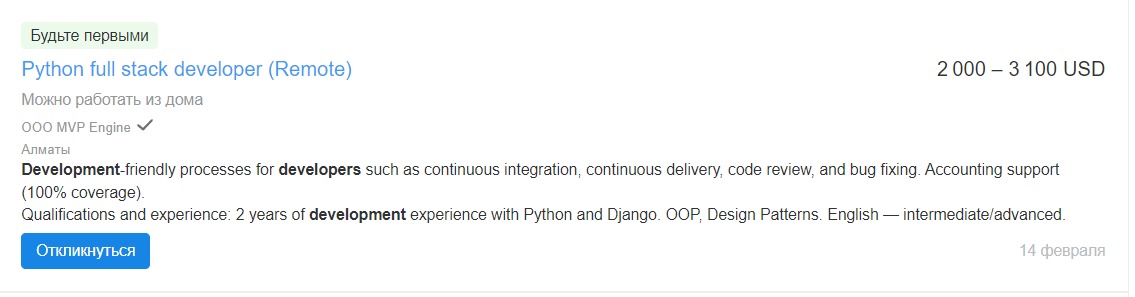 Будьте первыми
Python full stack developer (Remote)
2 000 – 3 100 USD
Можно работать из дома
ООО MVP Engine
Алматы
Development-friendly processes for developers such as continuous integration, continuous delivery, code review, and bug fixing. Accounting support
(100% coverage).
Qualifications and experience: 2 years of development experience with Python and Django. OOP, Design Patterns. English — intermediate/advanced.
Откликнуться
14 февраля